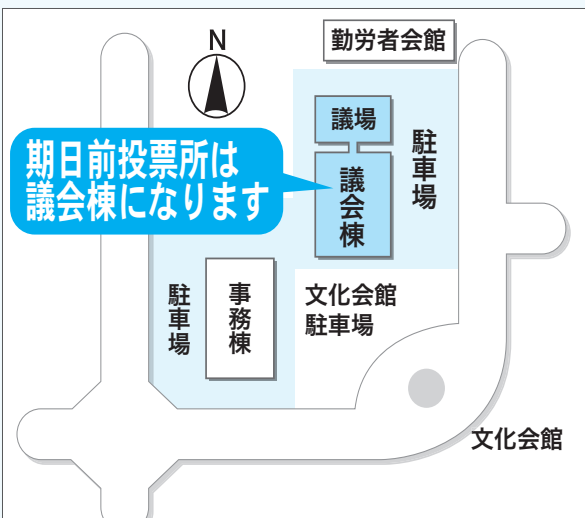 N
勤労者会館
議場
駐車場
期日前投票所は
議会棟になります
議会棟
駐車場
事務棟
文化会館
駐車場
文化会館